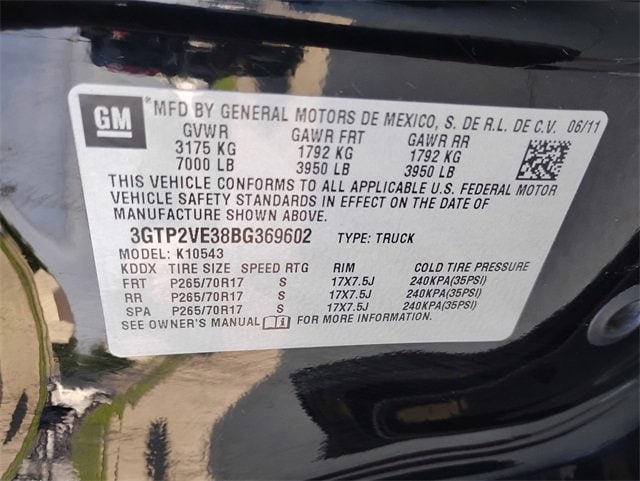 GM
*MFD BY GENERAL MOTORS DE MEXICO, S. DE R.L. DE C.V. 06/11
GVWR GAWR FRT GAWR RR
3175 KG 1792 KG 1792 KG
7000 LB 3950 LB 3950 LB
THIS VEHICLE CONFORMS TO ALL APPLICABLE U.S. FEDERAL MOTOR
VEHICLE SAFETY STANDARDS IN EFFECT ON THE DATE OF
MANUFACTURE SHOWN ABOVE.
3GTP2VE38BG369602 TYPE: TRUCK
MODEL: K10543
KDDX TIRE SIZE SPEED RTG RIM COLD TIRE PRESSURE
FRT P265/70R17 S 17X7.5J 240KPA(35PSI)
RR P265/70R17 S 17X7.5J 240KPA(35PSI)
SPA P265/70R17 S 17X7.5J 240KPA(35PSI)
SEE OWNER'S MANUAL FOR MORE INFORMATION.